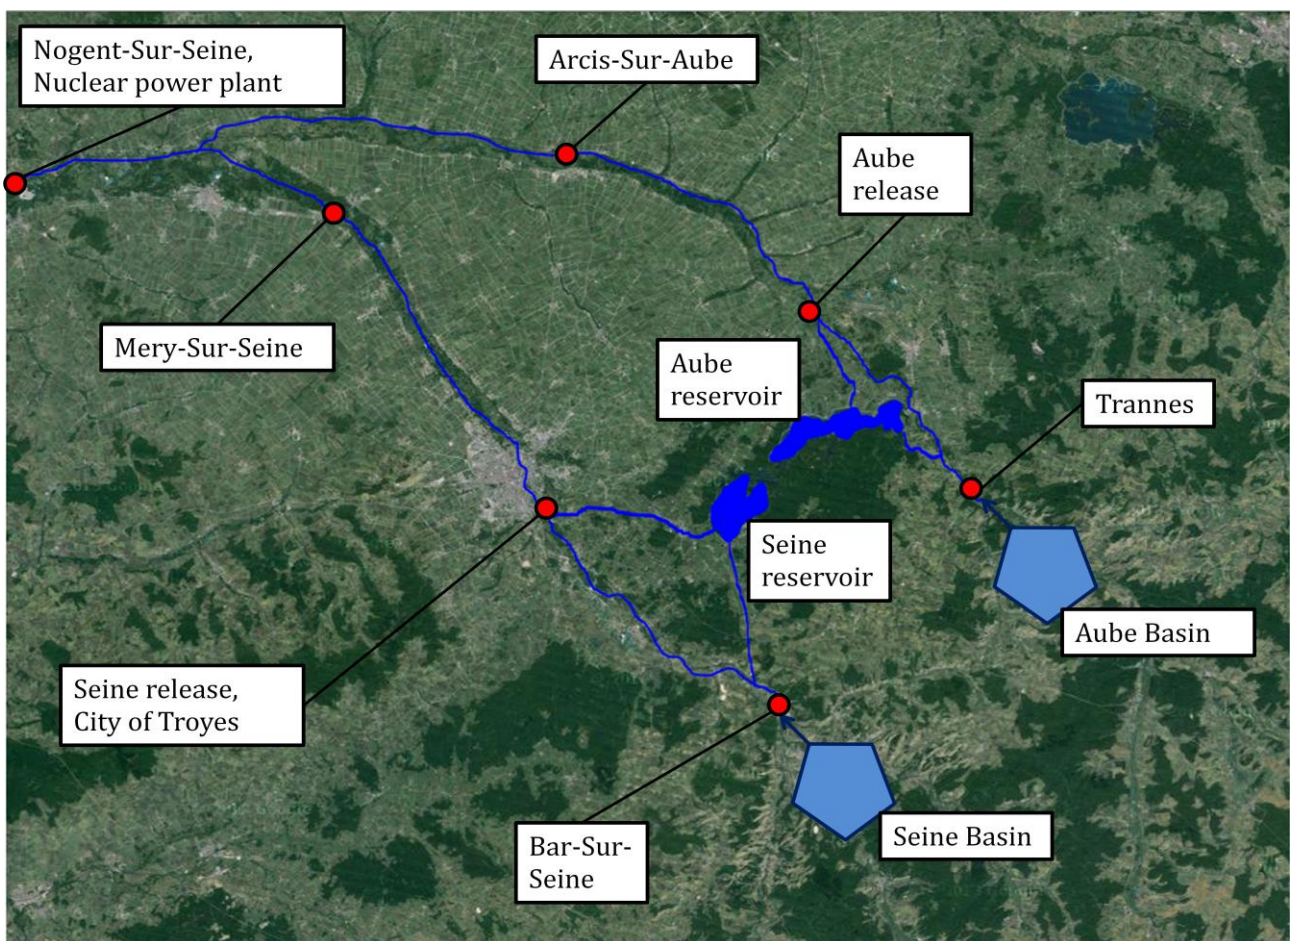 Nogent-Sur-Seine,
Nuclear power plant
Arcis-Sur-Aube
Aube
release
Mery-Sur-Seine
Aube
reservoir
Trannes
Seine
reservoir
Aube Basin
Seine release,
City of Troyes
Bar-Sur-
Seine
Seine Basin